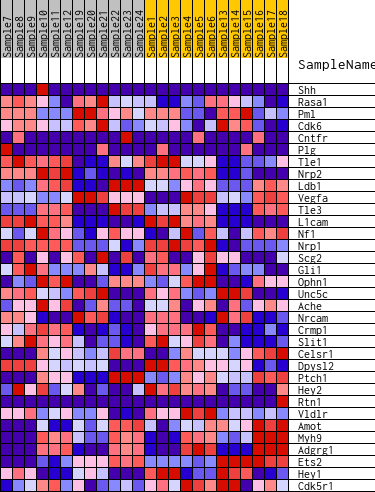 Sample7
Sample8
Sample9
Sample10
Sample11
Sample12
Sample19
Sample20
Sample21
Sample22
Sample23
Sample24
Sample1
Sample2
Sample3
Sample4
Sample5
Sample6
Sample13
Sample14
Sample15
Sample16
Sample17
Sample18
SampleName
Shh
Rasa1
Pml
Cdk6
Cntfr
Plg
Tle1
Nrp2
Ldb1
Vegfa
Tle3
L1cam
Nf1
Nrp1
Scg2
Gli1
Ophn1
Unc5c
Ache
Nrcam
Crmp1
Slit1
Celsr1
Dpysl2
Ptch1
Hey2
Rtn1
Vldlr
Amot
Myh9
Adgrg1
Ets2
Hey1
Cdk5r1